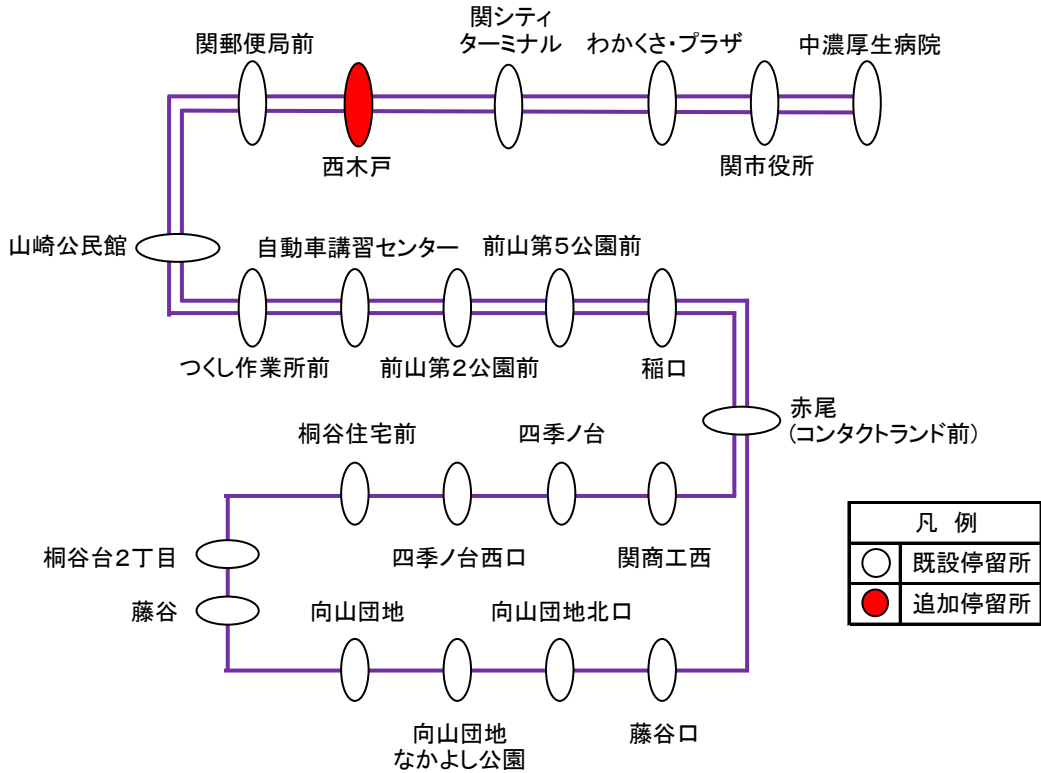 関郵便局前
関シティ
ターミナル
わかくさ・プラザ
中濃厚生病院
西木戸
関市役所
山崎公民館
自動車講習センター
前山第5公園前
つくし作業所前
前山第2公園前
稲口
赤尾
(コンタクトランド前)
桐谷住宅前
四季ノ台
桐谷台2丁目
四季ノ台西口
関商工西
藤谷
向山団地
向山団地北口
向山団地
なかよし公園
藤谷口
凡 例
既設停留所
追加停留所